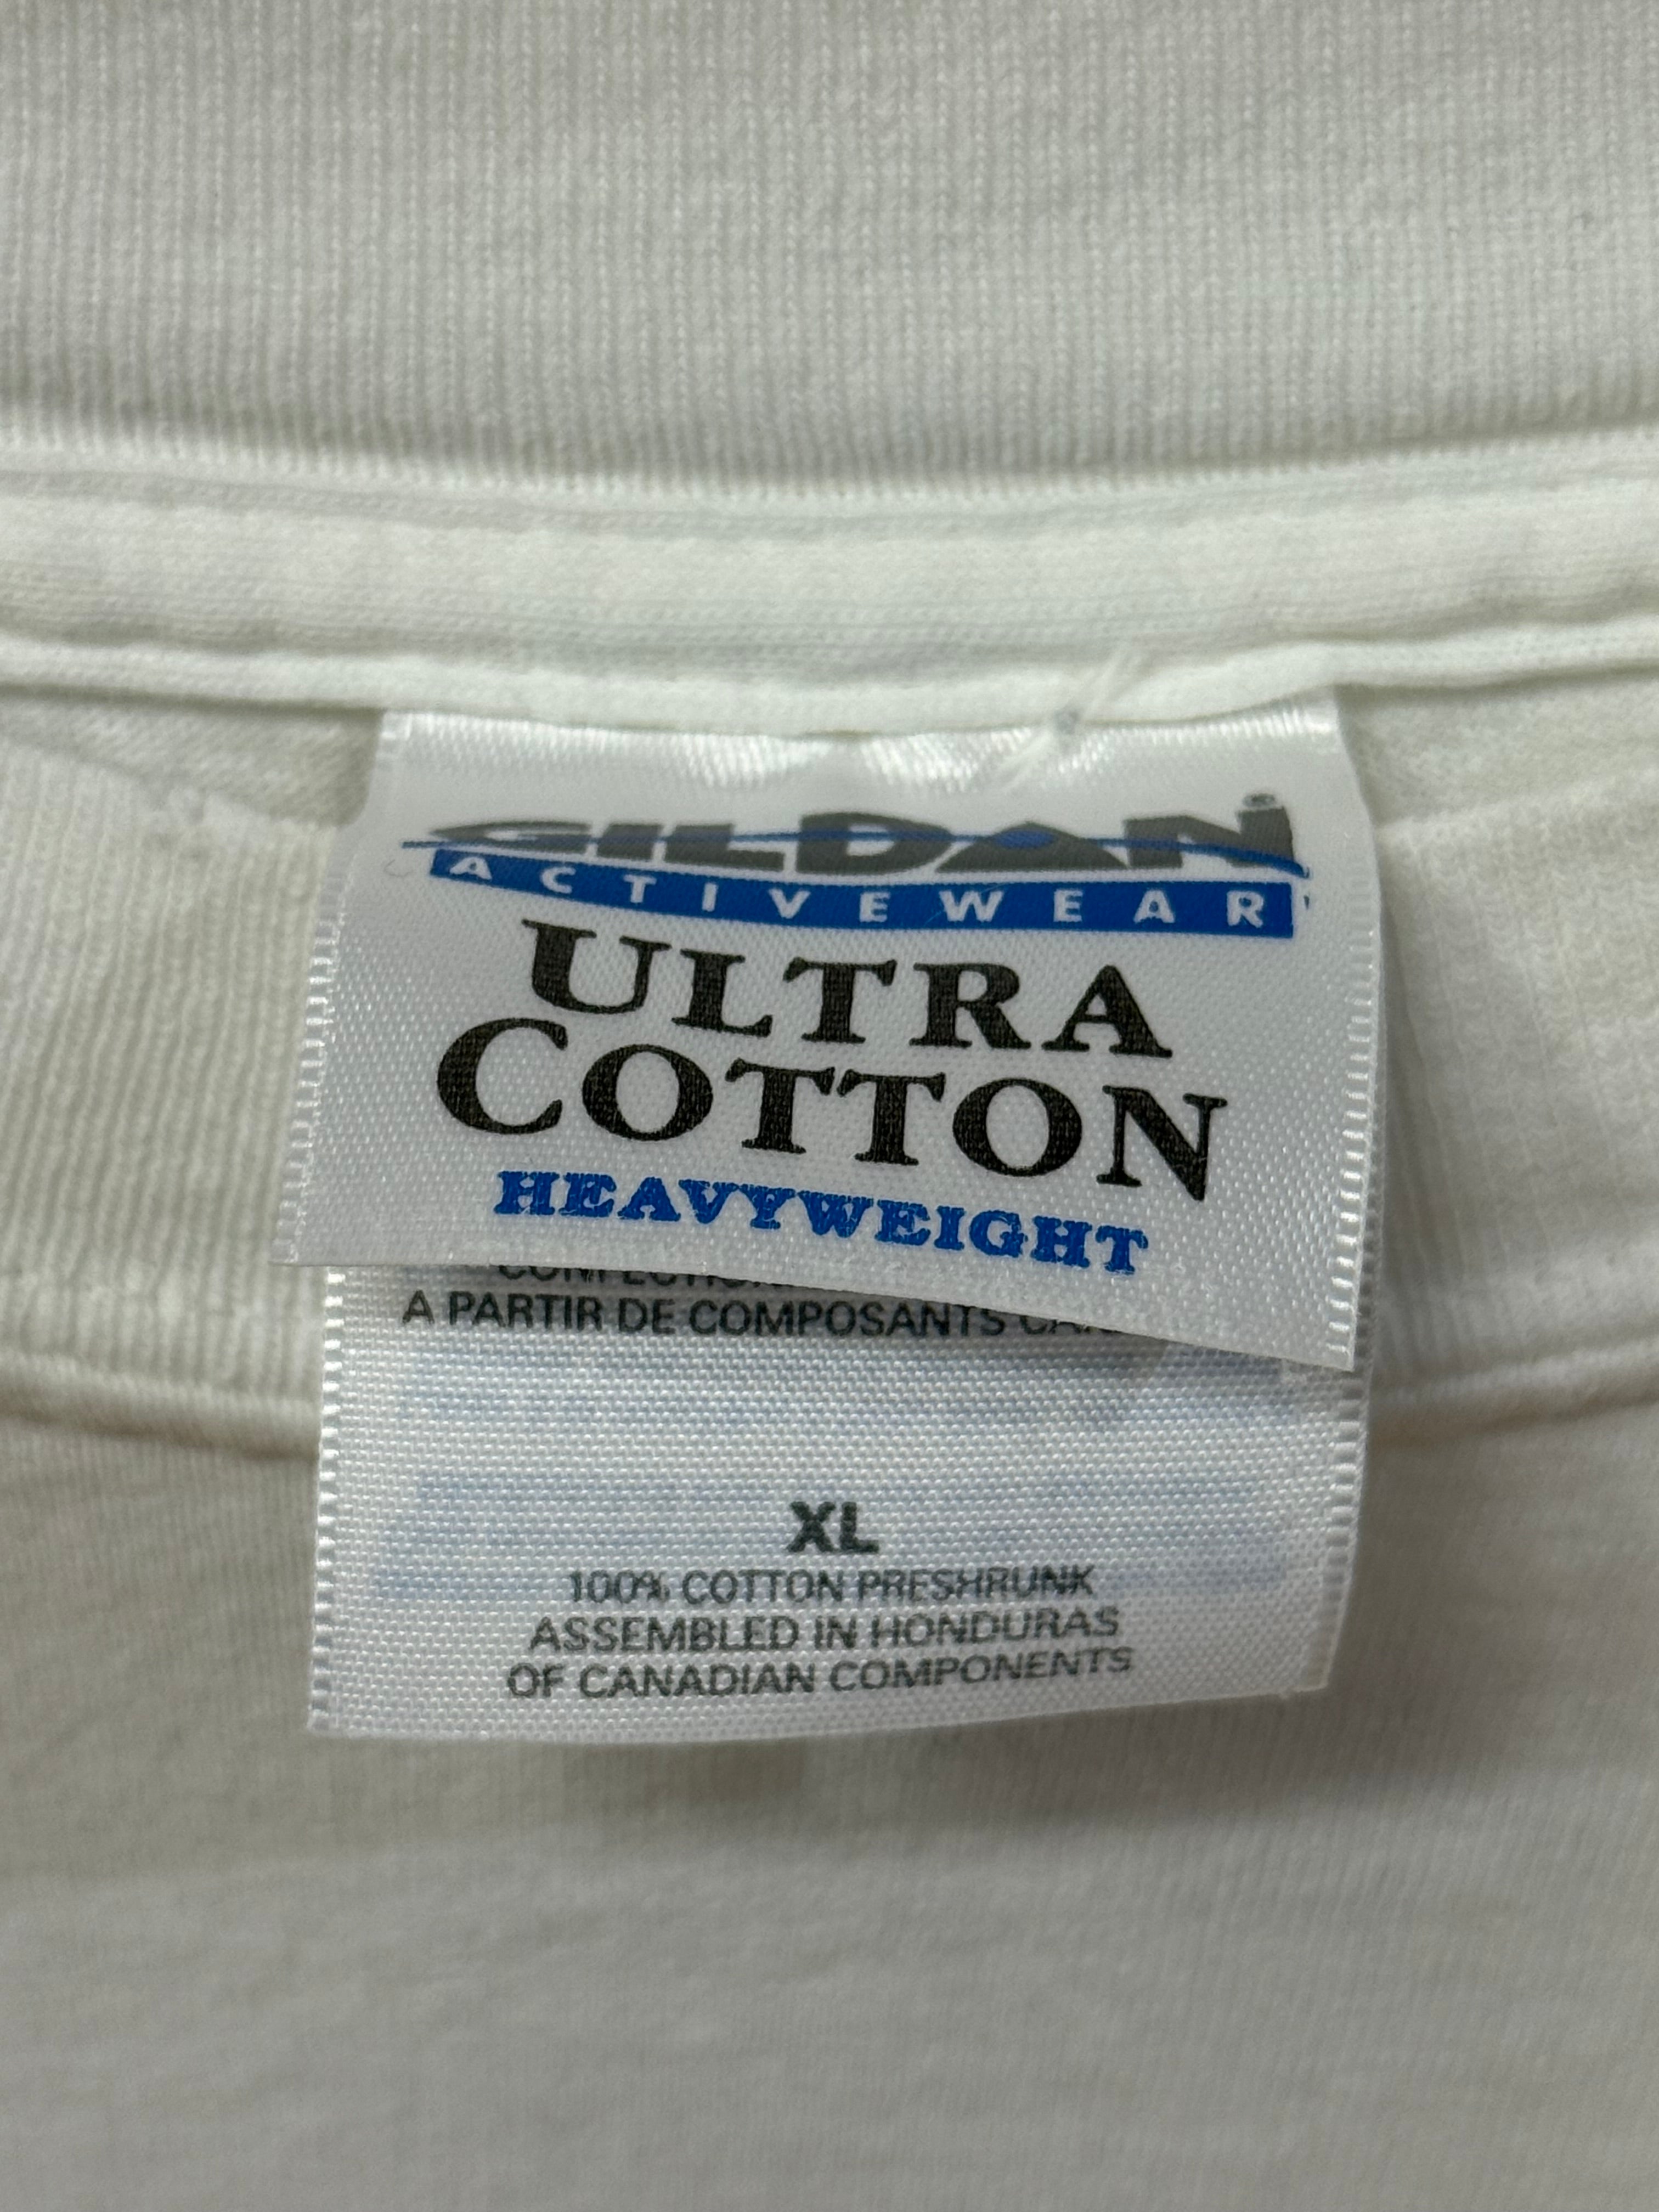 GILDAN®
ACTIVEWEAR
ULTRA
COTTON
HEAVYWEIGHT
A PARTIR DE COMPOSANTS
XL
100% COTTON PRESHRUNK
ASSEMBLED IN HONDURAS
OF CANADIAN COMPONENTS